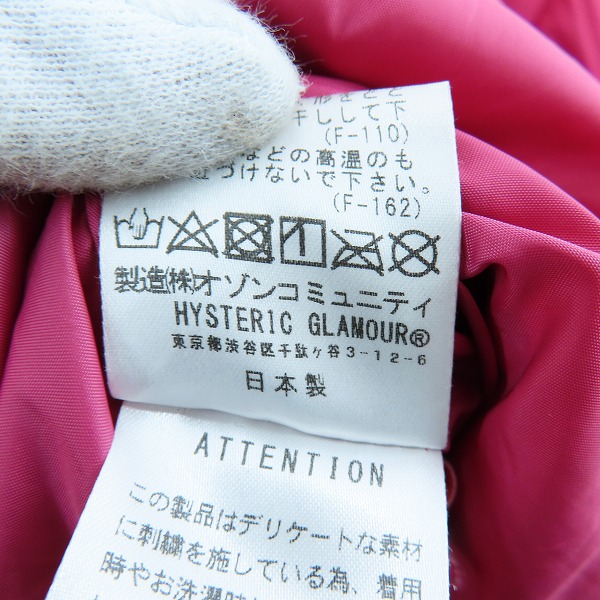 干しして下
(F-110)
などの高温のも
づけないで下さい。
(F-162)
製造(株)オゾンコミュニティ
HYSTERIC GLAMOUR®
東京都渋谷区千駄ヶ谷3-12-6
日本製
ATTENTION
この製品はデリケートな素材
に刺繍を施している為、着用
時やお洗濯時